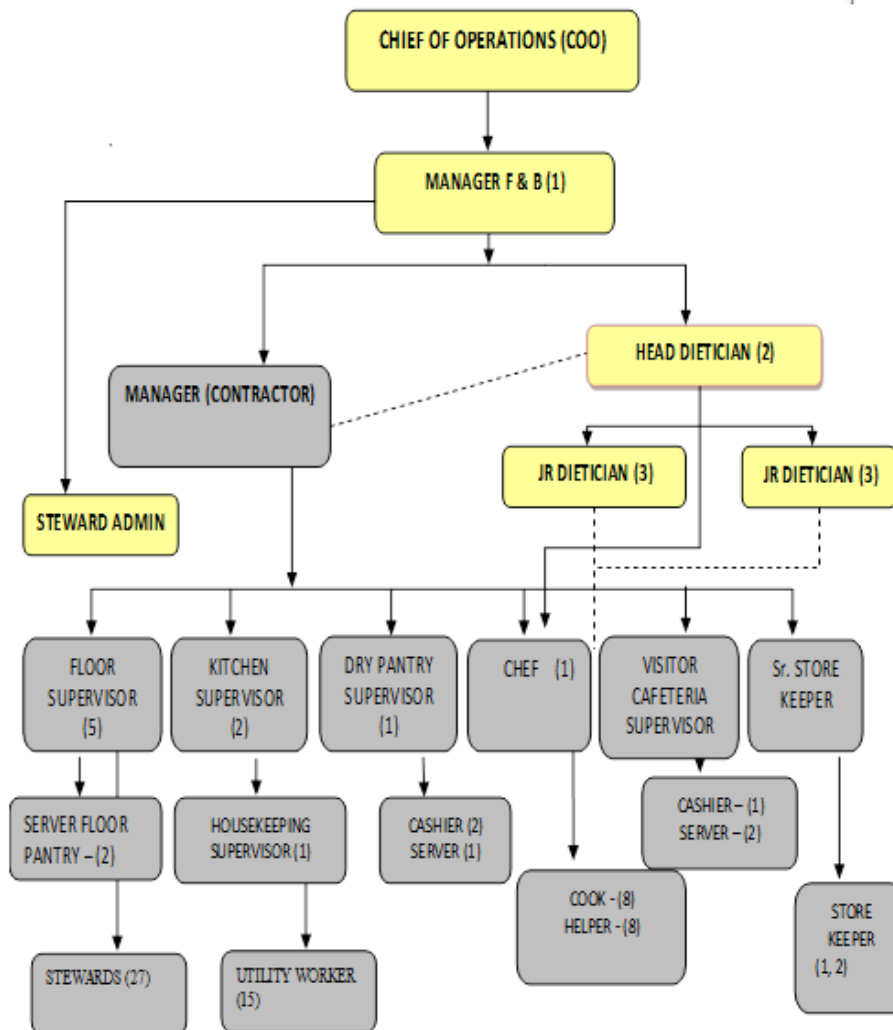 CHIEF OF OPERATIONS (COO)
MANAGER F & B (1)
HEAD DIETICIAN (2)
MANAGER (CONTRACTOR)
JR DIETICIAN (3)
JR DIETICIAN (3)
STEWARD ADMIN
FLOOR
SUPERVISOR
(5)
KITCHEN
SUPERVISOR
(2)
DRY PANTRY
SUPERVISOR
(1)
CHEF (1)
VISITOR
CAFETERIA
SUPERVISOR
Sr. STORE
KEEPER
SERVER FLOOR
PANTRY – (2)
HOUSEKEEPING
SUPERVISOR (1)
CASHIER (2)
SERVER (1)
CASHIER – (1)
SERVER – (2)
COOK - (8)
HELPER - (8)
STORE
KEEPER
(1, 2)
STEWARDS (27)
UTILITY WORKER
(15)